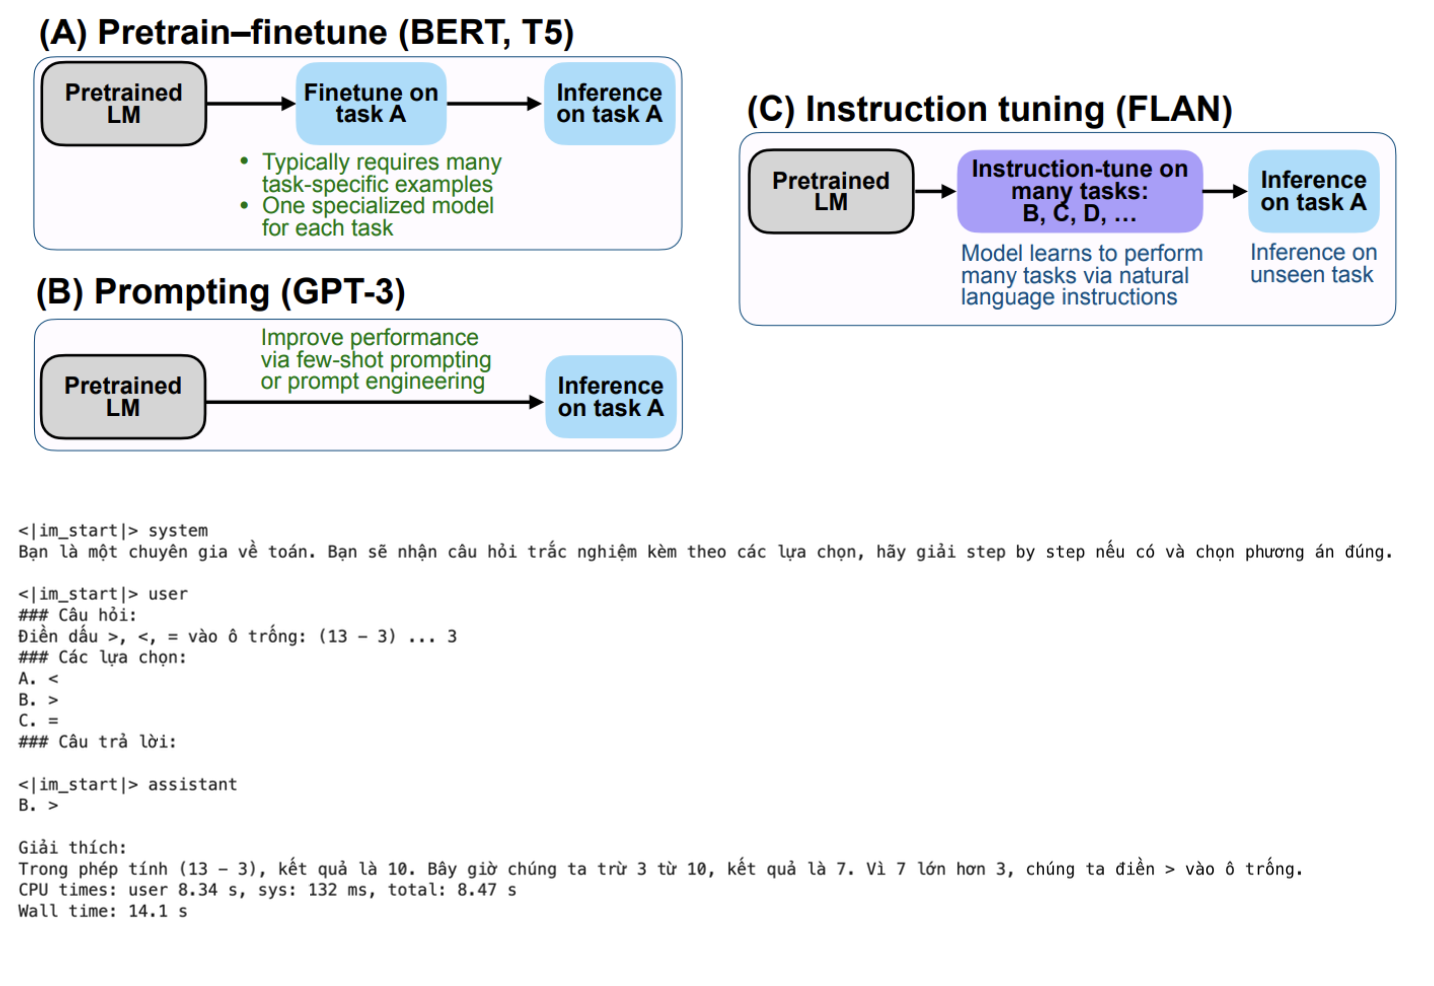 (A) Pretrain–finetune (BERT, T5)
Pretrained
LM
Finetune on
task A
Inference
on task A
• Typically requires many
task-specific examples
• One specialized model
for each task
(B) Prompting (GPT-3)
Improve performance
via few-shot prompting
or prompt engineering
Pretrained
LM
Inference
on task A
(C) Instruction tuning (FLAN)
Pretrained
LM
Instruction-tune on
many tasks:
B, C, D, …
Inference
on task A
Model learns to perform
many tasks via natural
language instructions
Inference on
unseen task
<|im_start|> system
Bạn là một chuyên gia về toán. Bạn sẽ nhận câu hỏi trắc nghiệm kèm theo các lựa chọn, hãy giải step by step nếu có và chọn phương án đúng.
<|im_start|> user
### Câu hỏi:
Điền dấu >, <, = vào ô trống: (13 − 3) ... 3
### Các lựa chọn:
A. <
B. >
C. =
### Câu trả lời:
<|im_start|> assistant
B. >
Giải thích:
Trong phép tính (13 − 3), kết quả là 10. Bây giờ chúng ta trừ 3 từ 10, kết quả là 7. Vì 7 lớn hơn 3, chúng ta điền > vào ô trống.
CPU times: user 8.34 s, sys: 132 ms, total: 8.47 s
Wall time: 14.1 s